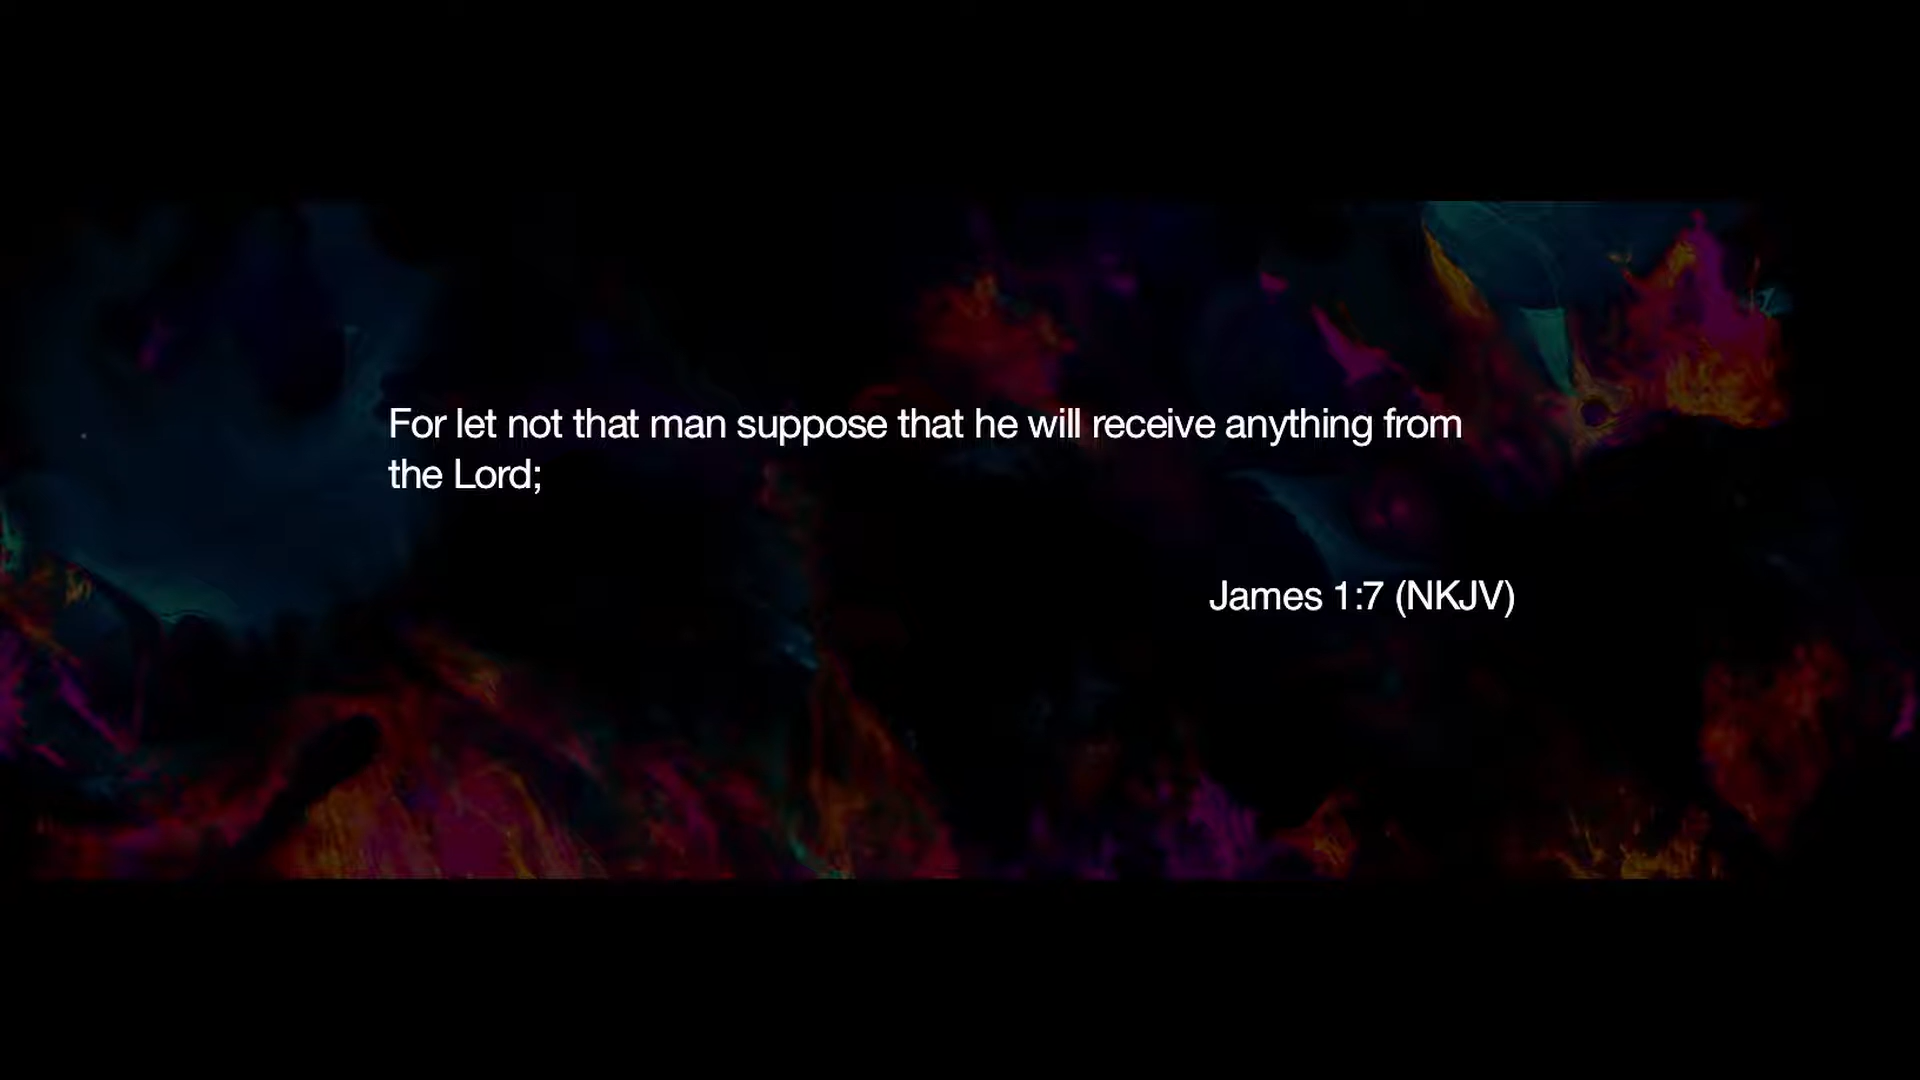 For let not that man suppose that he will receive anything from
the Lord;
James 1:7 (NKJV)